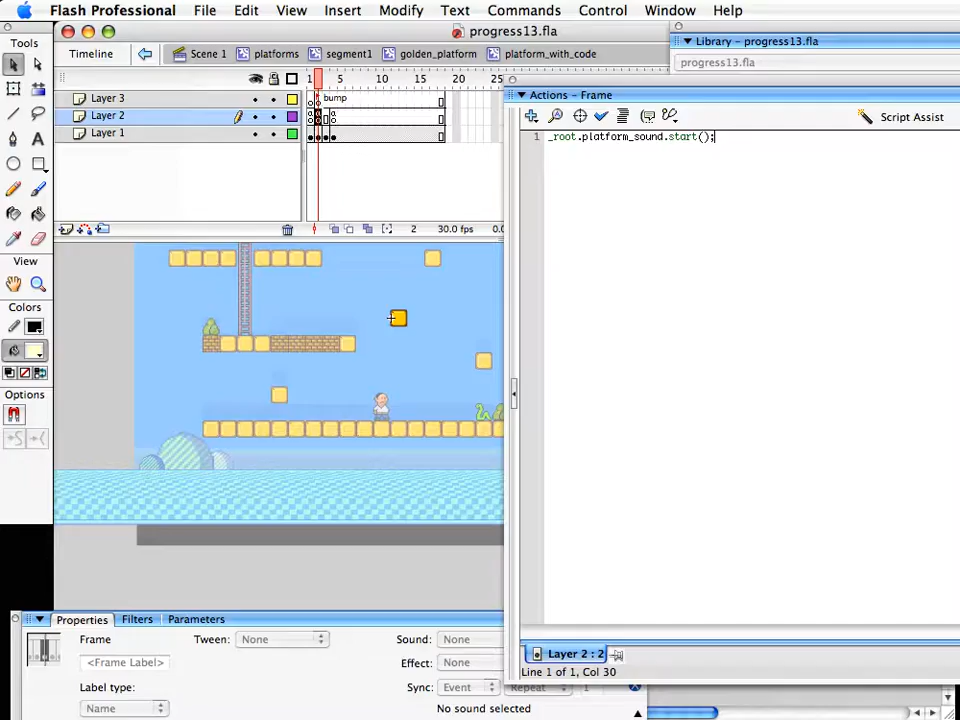 Flash Professional File Edit View Insert Modify Text Commands Control Window Help
Tools
progress13.fla
Library - progress13.fla
progress13.fla
Timeline Scene 1 platforms segment1 golden_platform platform_with_code
1 5 10 15 20 25
Layer 3 bump
Layer 2
Layer 1
Actions - Frame
Script Assist
1 _root.platform_sound.start();
2 30.0 fps 0.
View
Colors
Options
Properties Filters Parameters
Frame Tween: None Sound: None
<Frame Label> Effect: None
Label type: Sync: Event Repeat 1
Name No sound selected
Layer 2 : 2
Line 1 of 1, Col 30